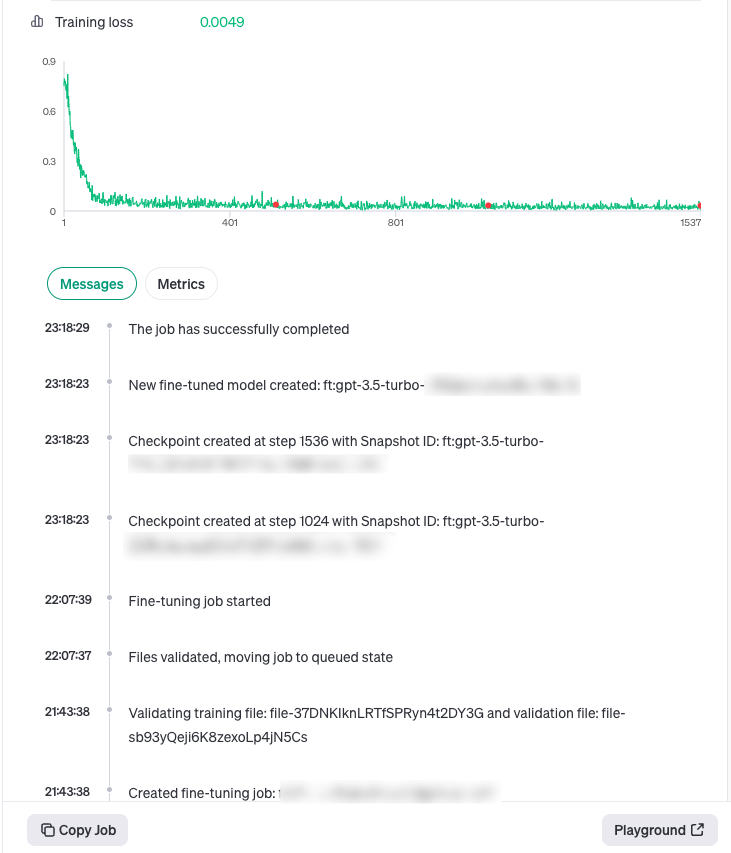 Training loss 0.0049
0.9
0.6
0.3
0
1 401 801 1537
Messages Metrics
23:18:29 The job has successfully completed
23:18:23 New fine-tuned model created: ft:gpt-3.5-turbo-
23:18:23 Checkpoint created at step 1536 with Snapshot ID: ft:gpt-3.5-turbo-
23:18:23 Checkpoint created at step 1024 with Snapshot ID: ft:gpt-3.5-turbo-
22:07:39 Fine-tuning job started
22:07:37 Files validated, moving job to queued state
21:43:38 Validating training file: file-37DNKIknLRTfSPRyn4t2DY3G and validation file: file-
sb93yQeji6K8zexoLp4jN5Cs
21:43:38 Created fine-tuning job:
Copy Job Playground